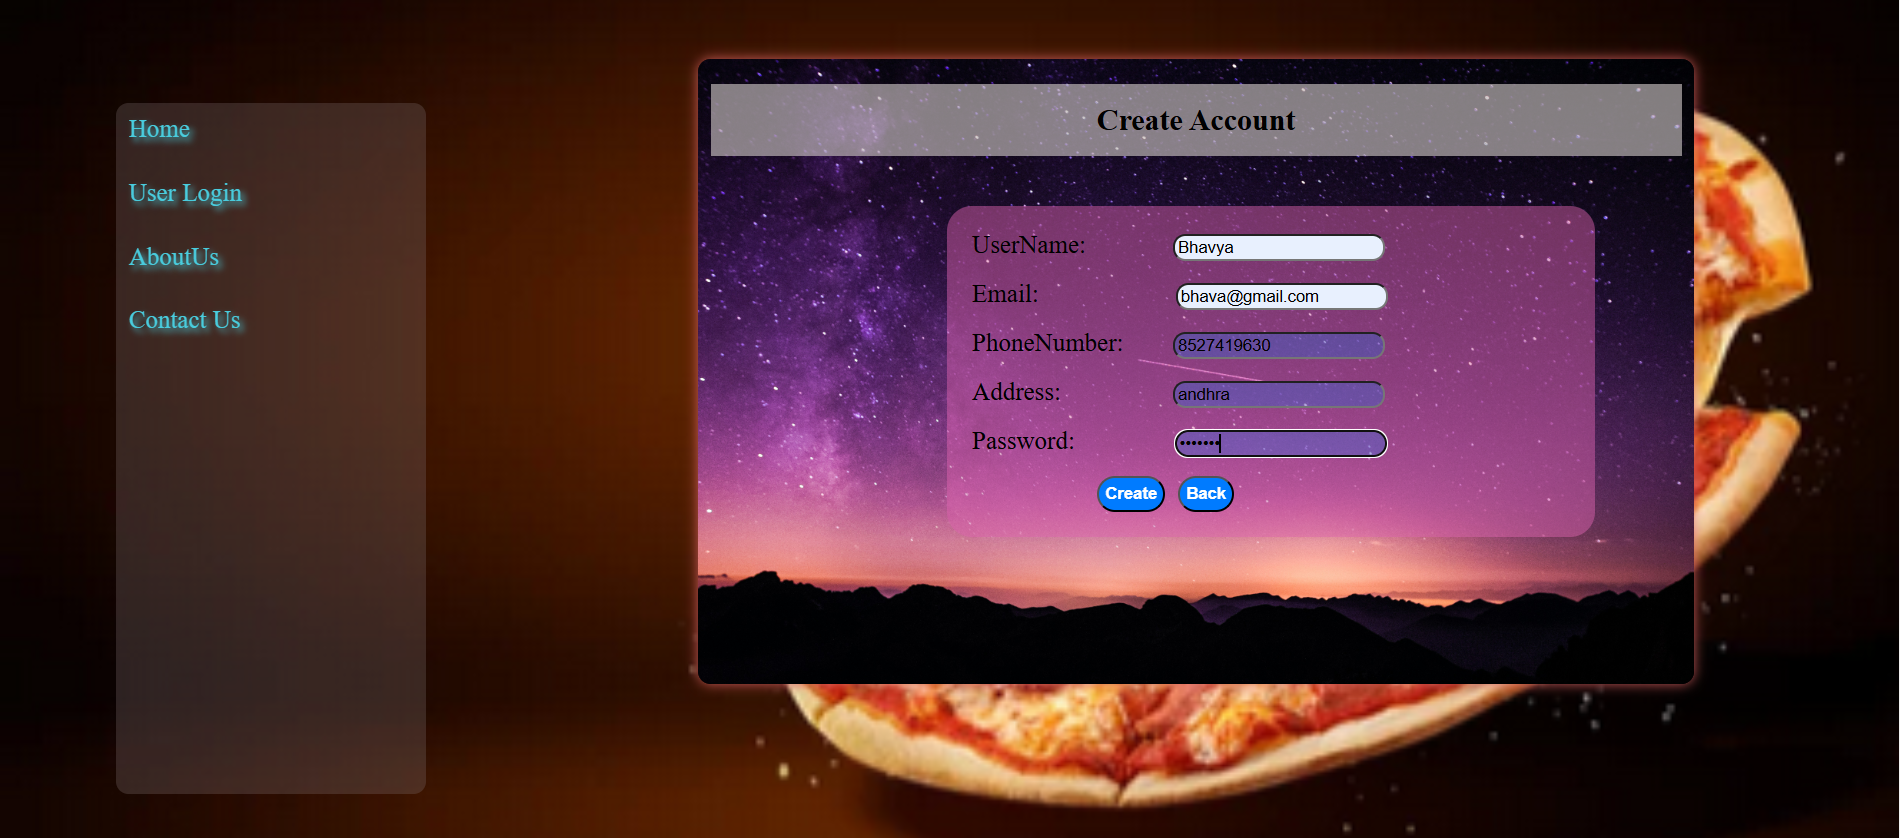 Home
User Login
AboutUs
Contact Us
Create Account
UserName: Bhavya
Email: bhava@gmail.com
PhoneNumber: 8527419630
Address: andhra
Password: •••••••
Create Back